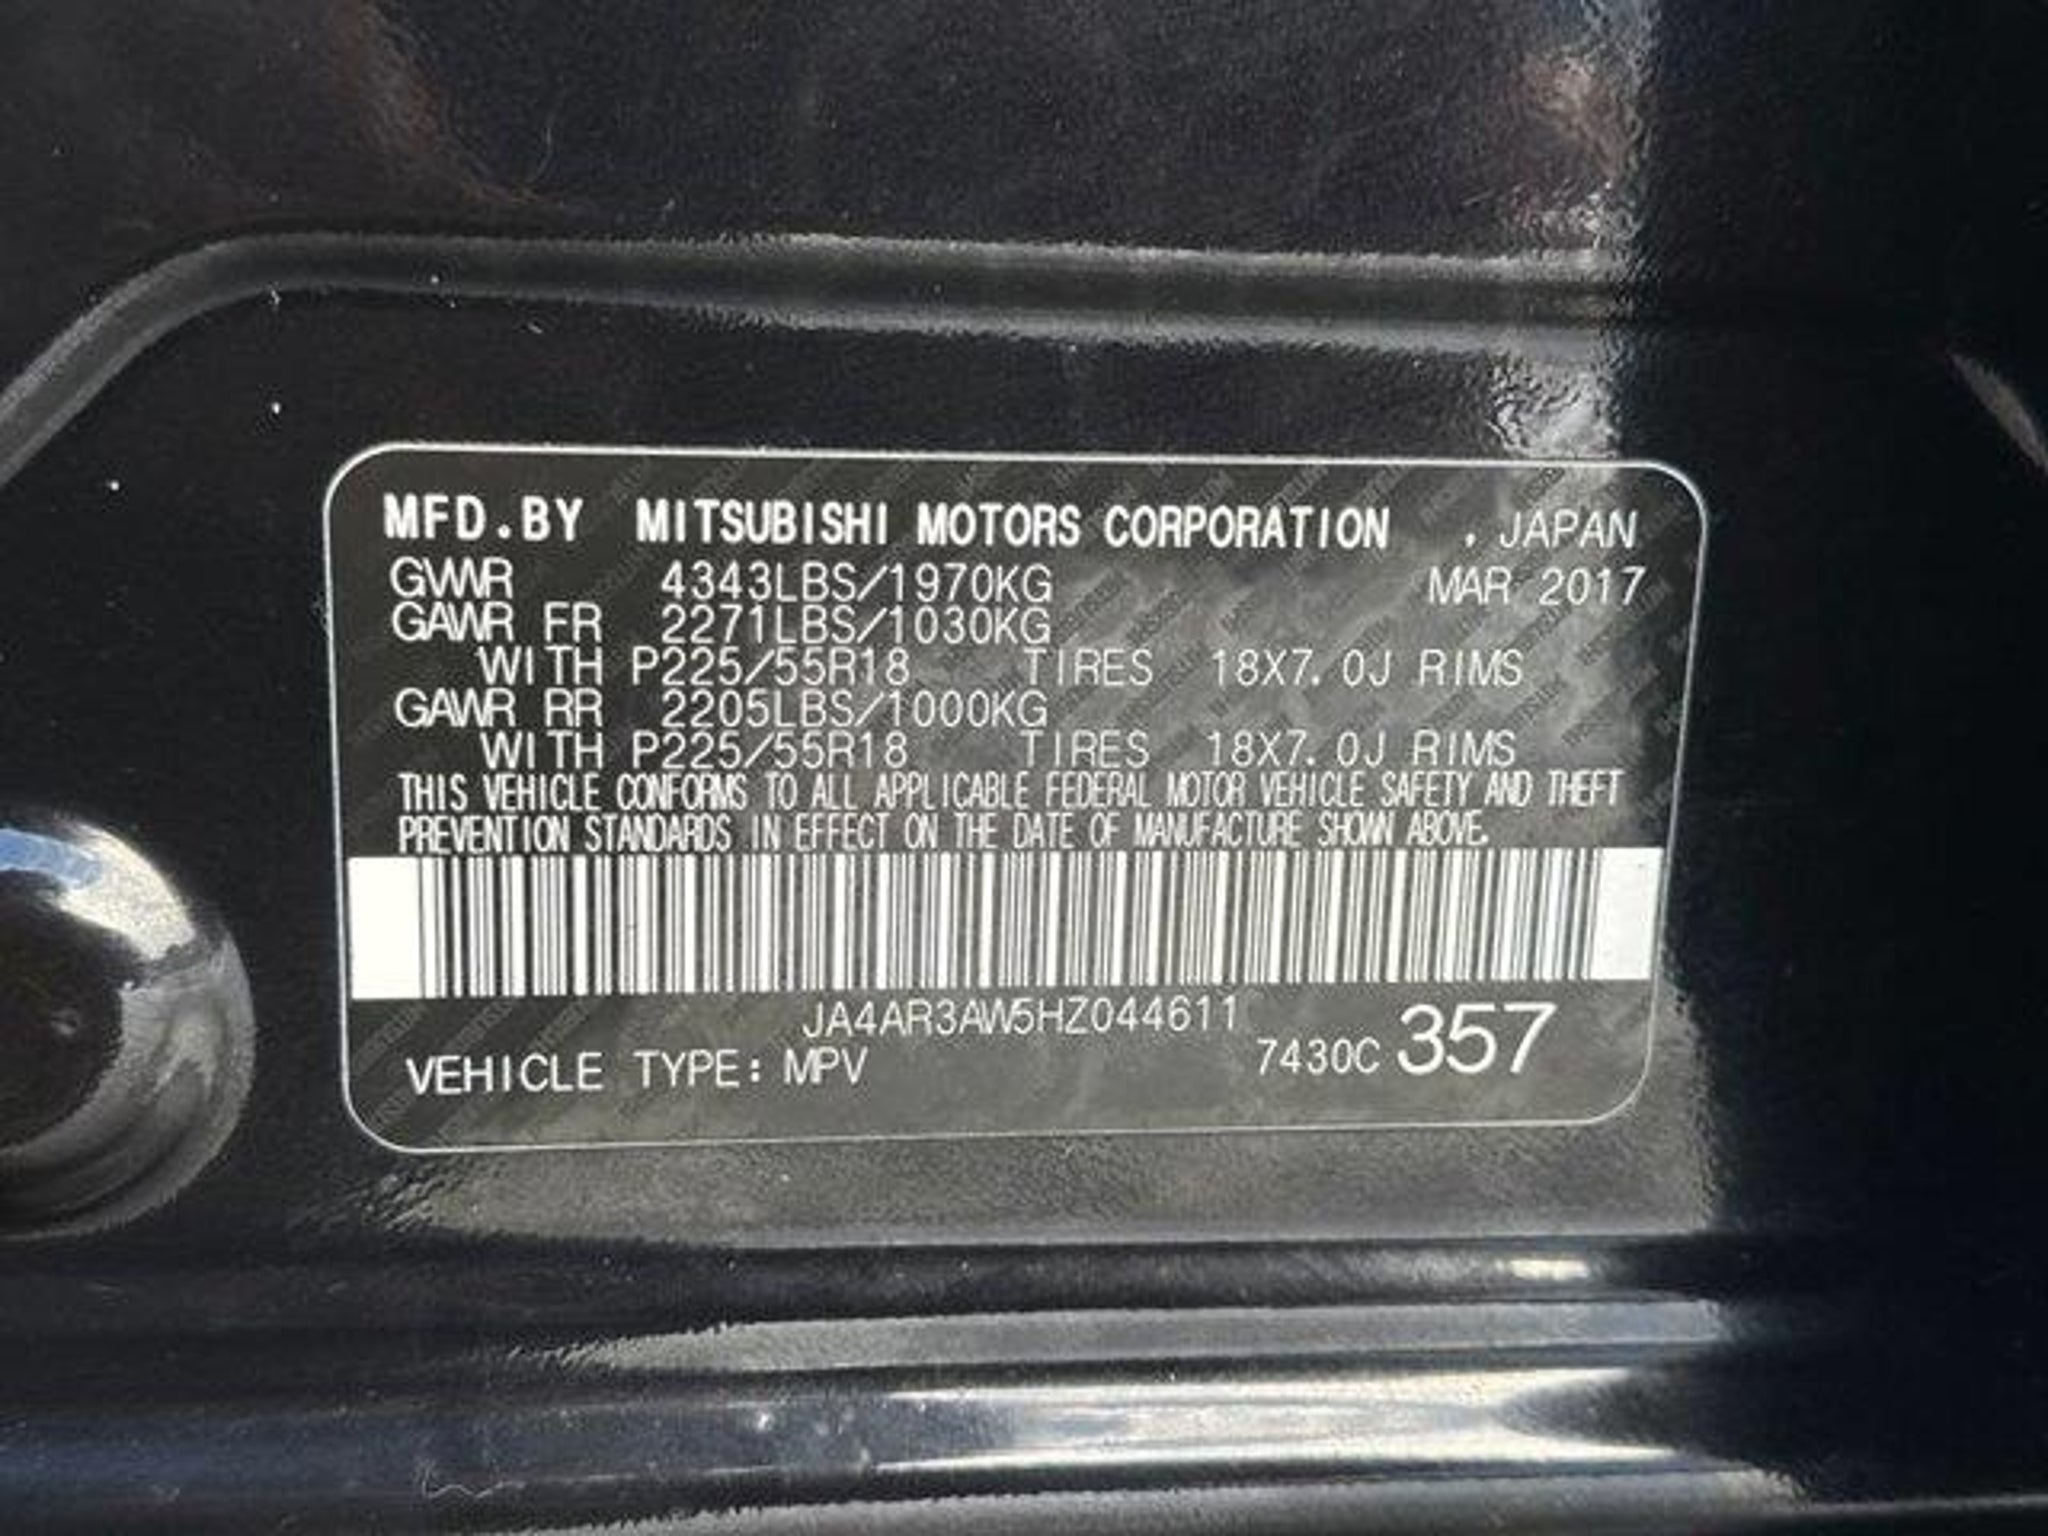 MFD.BY MITSUBISHI MOTORS CORPORATION , JAPAN
GVWR 4343LBS/1970KG MAR 2017
GAWR FR 2271LBS/1030KG
WITH P225/55R18 TIRES 18X7.0J RIMS
GAWR RR 2205LBS/1000KG
WITH P225/55R18 TIRES 18X7.0J RIMS
THIS VEHICLE CONFORMS TO ALL APPLICABLE FEDERAL MOTOR VEHICLE SAFETY AND THEFT
PREVENTION STANDARDS IN EFFECT ON THE DATE OF MANUFACTURE SHOWN ABOVE.
JA4AR3AW5HZ044611
VEHICLE TYPE: MPV 7430C 357